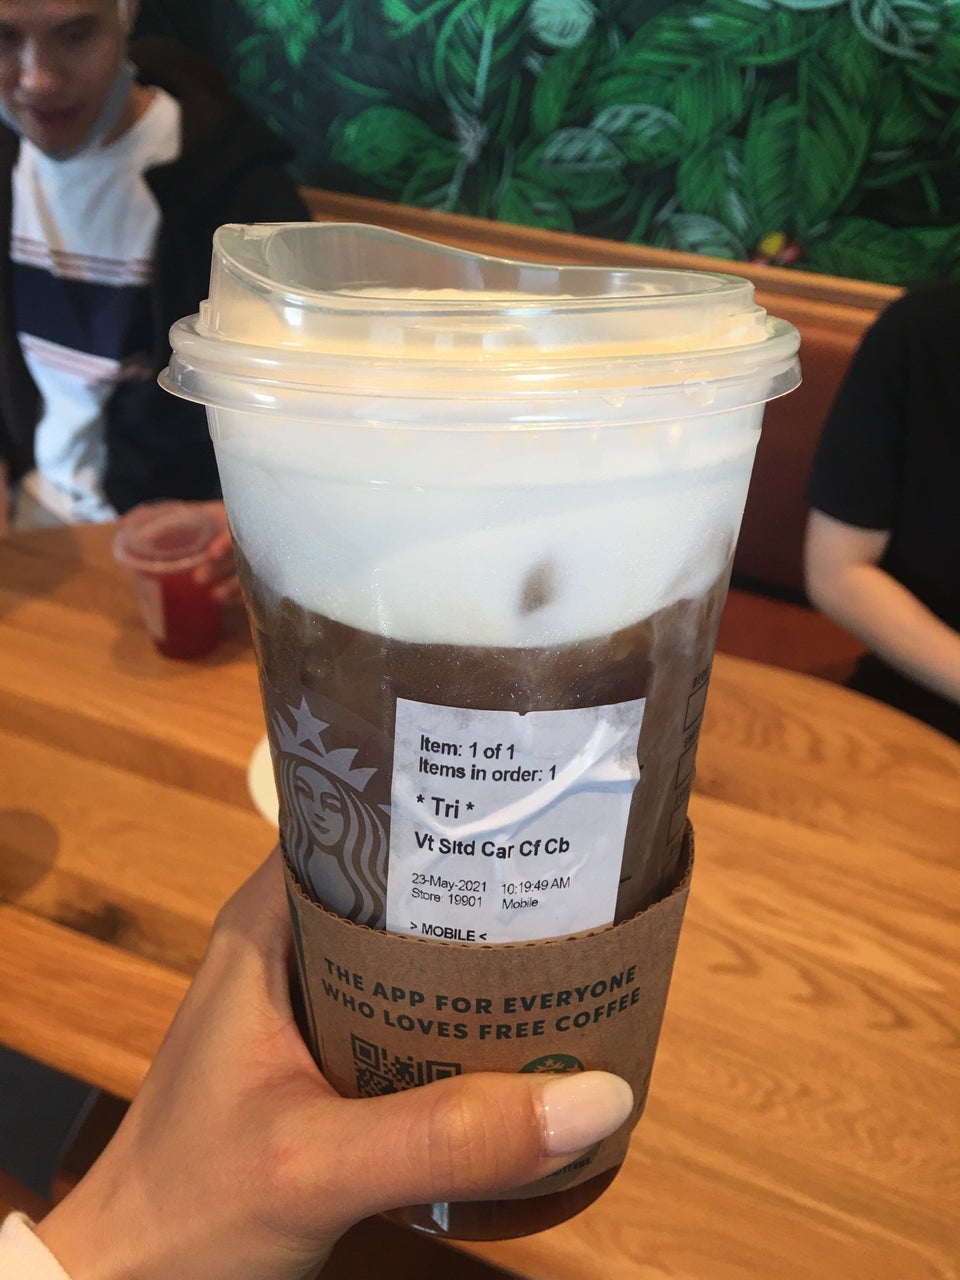 Item: 1 of 1
Items in order: 1
* Tri *
Vt Sltd Car Cf Cb
23-May-2021 10:19:49 AM
Store: 19901 Mobile
> MOBILE <
THE APP FOR EVERYONE
WHO LOVES FREE COFFEE